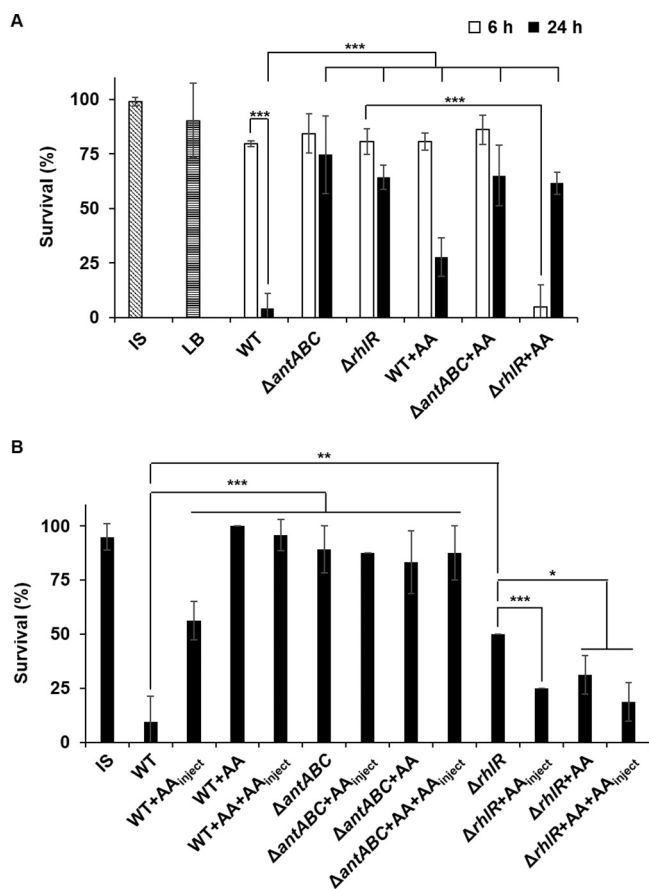 A
6 h 24 h
***
***
***
100
75
50
25
0
Survival (%)
IS
LB
WT
ΔantABC
ΔrhlR
WT+AA
ΔantABC+AA
ΔrhlR+AA
B
**
***
*
***
100
75
50
25
0
Survival (%)
IS
WT
WT+AAinject
WT+AA
WT+AA+AAinject
ΔantABC
ΔantABC+AAinject
ΔantABC+AA
ΔantABC+AA+AAinject
ΔrhlR
ΔrhlR+AAinject
ΔrhlR+AA
ΔrhlR+AA+AAinject